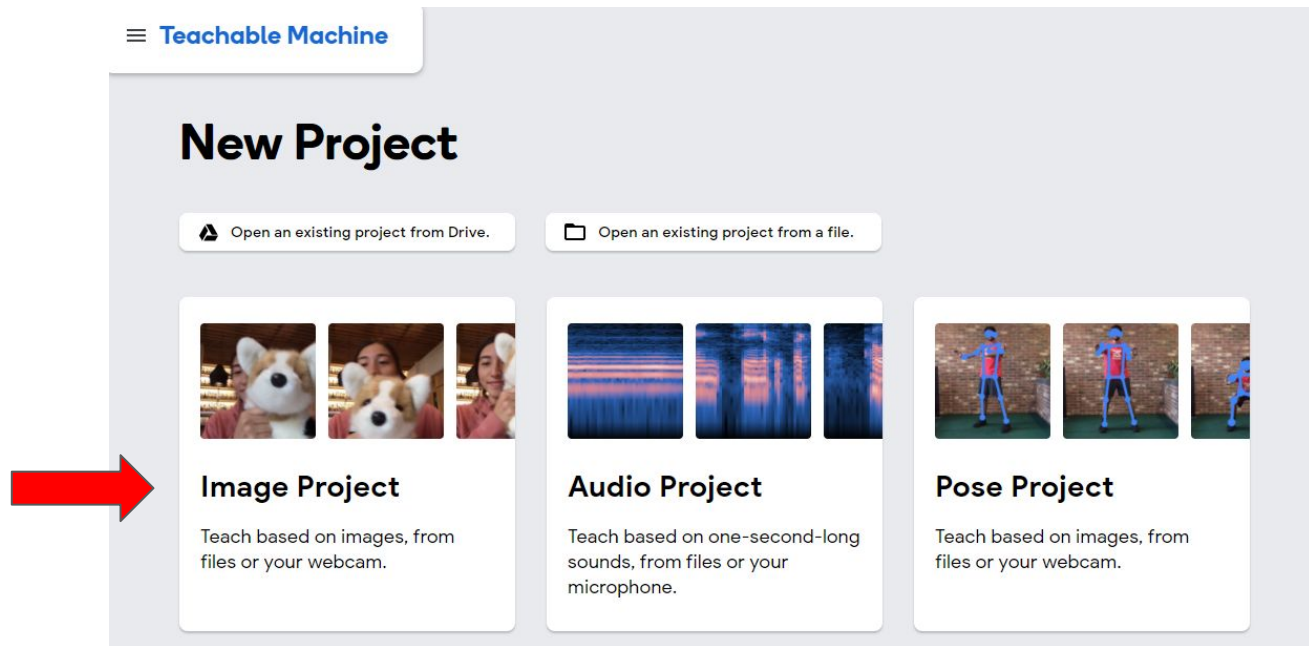 Teachable Machine
New Project
Open an existing project from Drive.
Open an existing project from a file.
Image Project
Teach based on images, from
files or your webcam.
Audio Project
Teach based on one-second-long
sounds, from files or your
microphone.
Pose Project
Teach based on images, from
files or your webcam.